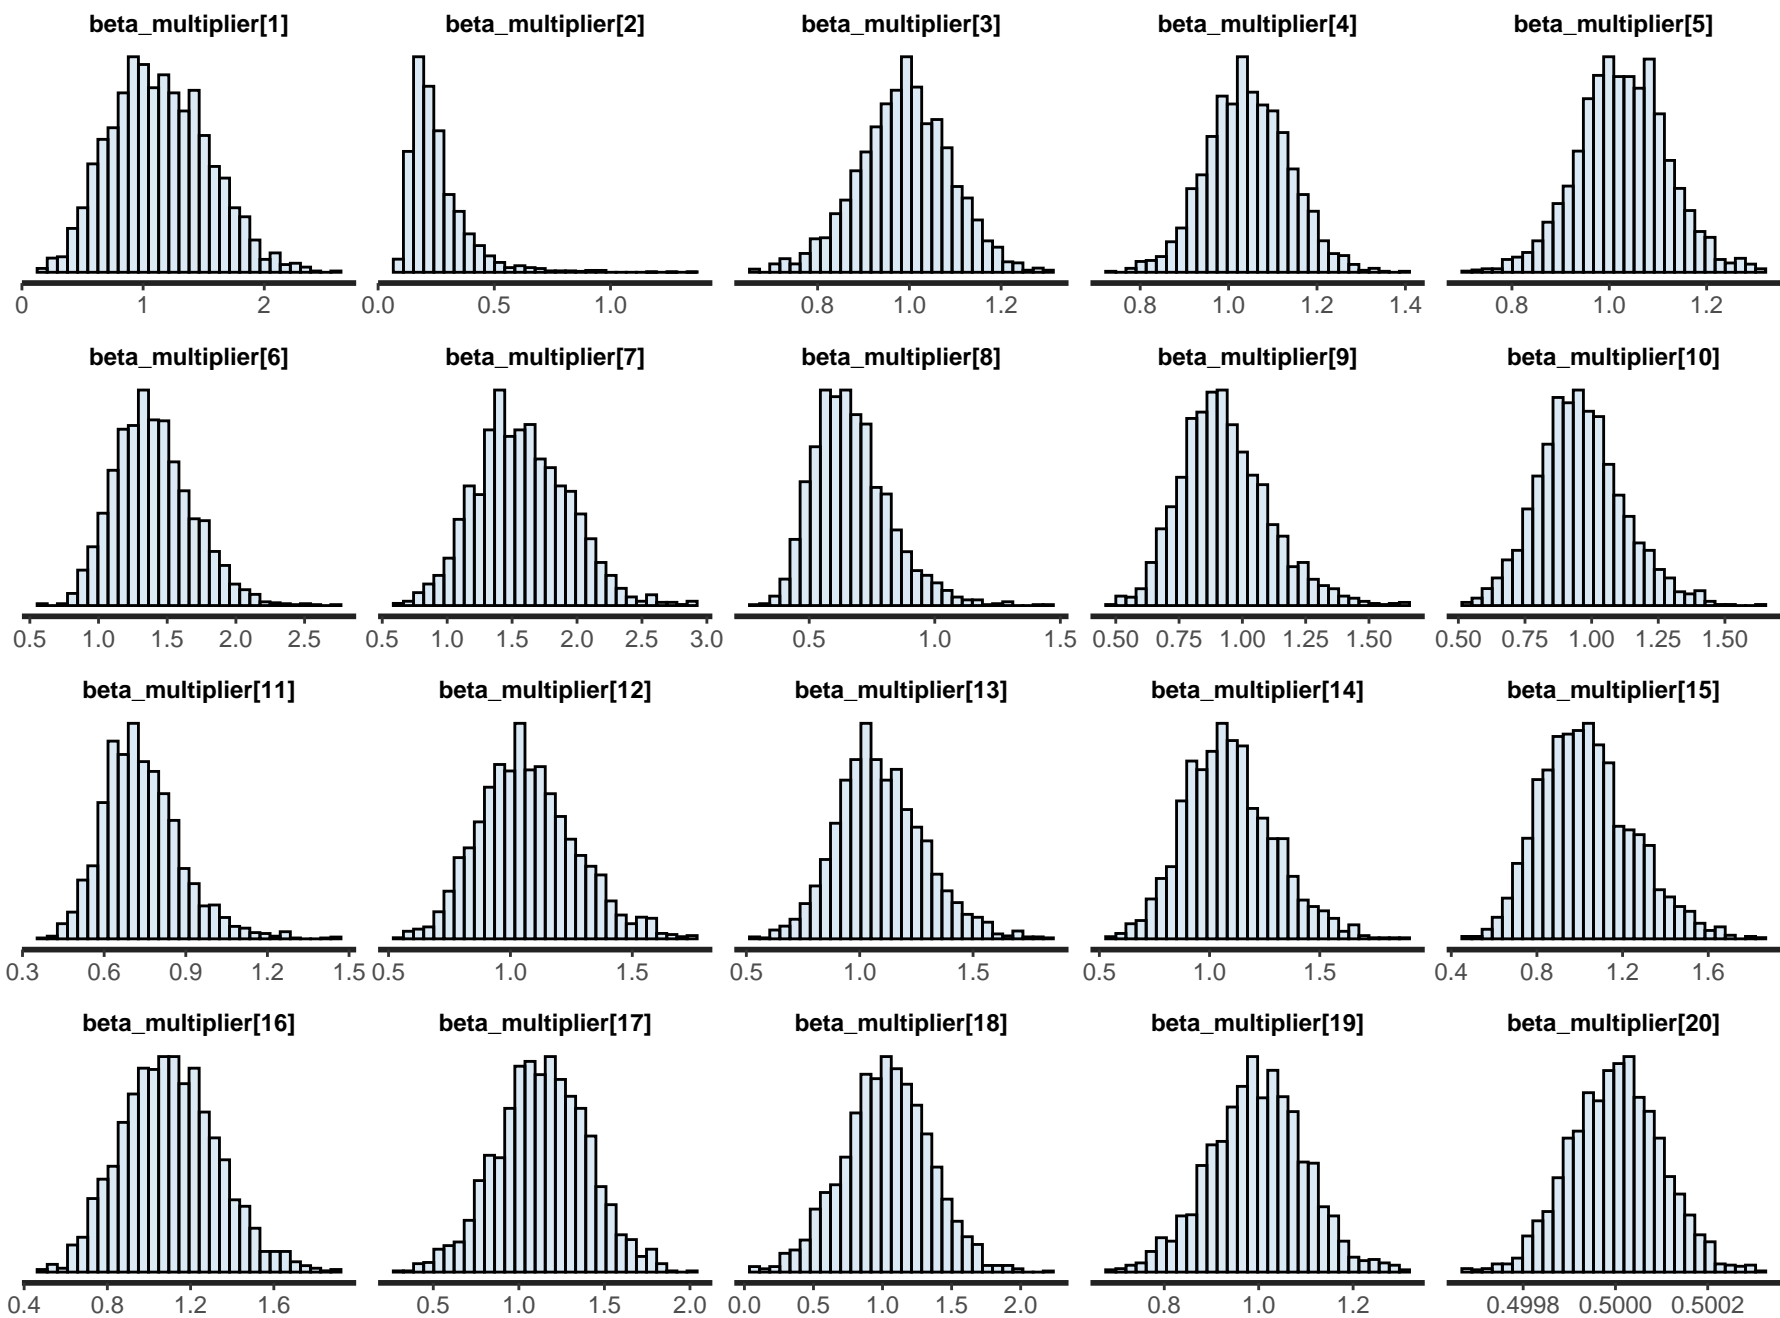 beta_multiplier[1] beta_multiplier[2] beta_multiplier[3] beta_multiplier[4] beta_multiplier[5]
0 1 2 0.0 0.5 1.0 0.8 1.0 1.2 0.8 1.0 1.2 1.4 0.8 1.0 1.2
beta_multiplier[6] beta_multiplier[7] beta_multiplier[8] beta_multiplier[9] beta_multiplier[10]
0.5 1.0 1.5 2.0 2.5 0.5 1.0 1.5 2.0 2.5 3.0 0.5 1.0 1.5 0.50 0.75 1.00 1.25 1.50 0.50 0.75 1.00 1.25 1.50
beta_multiplier[11] beta_multiplier[12] beta_multiplier[13] beta_multiplier[14] beta_multiplier[15]
0.3 0.6 0.9 1.2 1.5 0.5 1.0 1.5 0.5 1.0 1.5 0.5 1.0 1.5 0.4 0.8 1.2 1.6
beta_multiplier[16] beta_multiplier[17] beta_multiplier[18] beta_multiplier[19] beta_multiplier[20]
0.4 0.8 1.2 1.6 0.5 1.0 1.5 2.0 0.0 0.5 1.0 1.5 2.0 0.8 1.0 1.2 0.4998 0.5000 0.5002